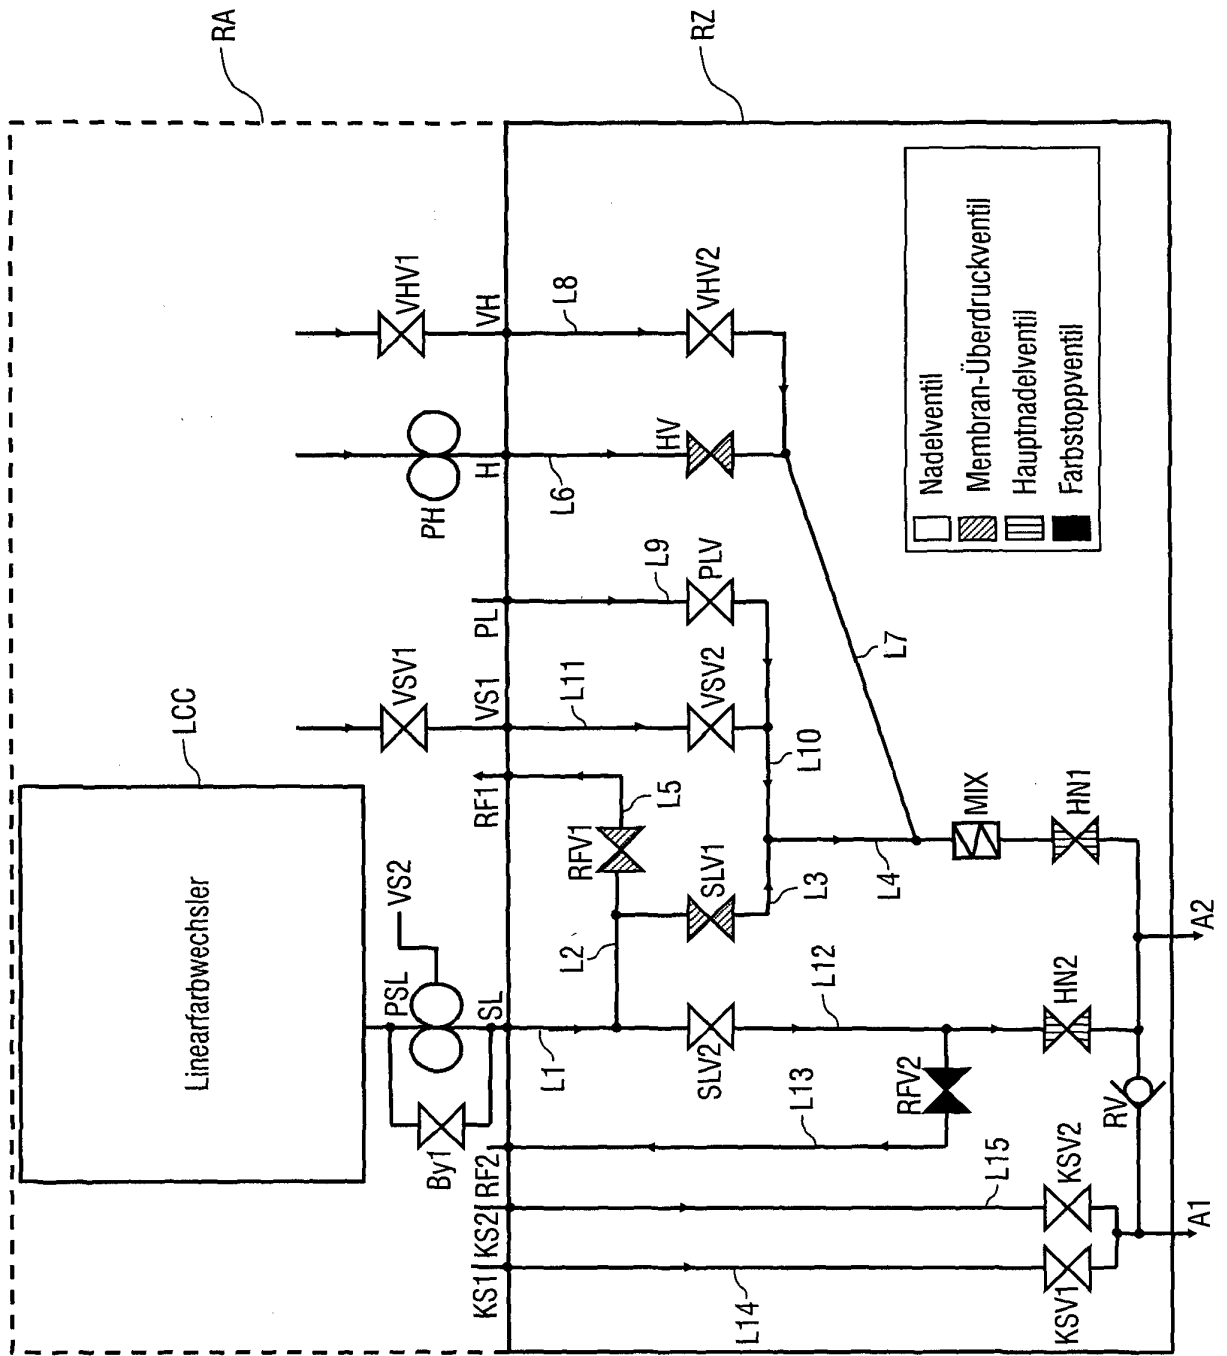 RA
RZ
LCC
Linearfarbwechsler
VHV1
VH
L8
VHV2
PH
H
L6
HV
PL
L9
PLV
VSV1
VS1
L11
VSV2
L10
L7
RF1
L5
RFV1
SLV1
L3
L4
MIX
HN1
VS2
PSL
SL
L2
L1
By1
SLV2
L12
HN2
A2
RF2
L13
RFV2
RV
KS2
L15
KSV2
KS1
L14
KSV1
A1
Nadelventil
Membran-Überdruckventil
Hauptnadelventil
Farbstoppventil